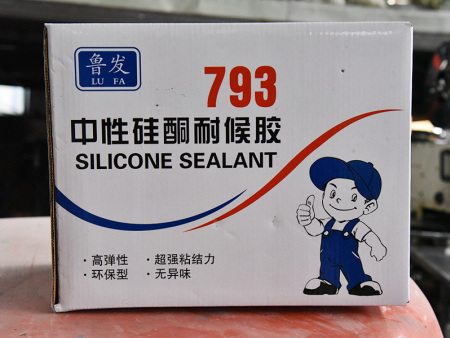 鲁发
LU FA
793
中性硅酮耐候胶
SILICONE SEALANT
·高弹性 ·超强粘结力
·环保型 ·无异味